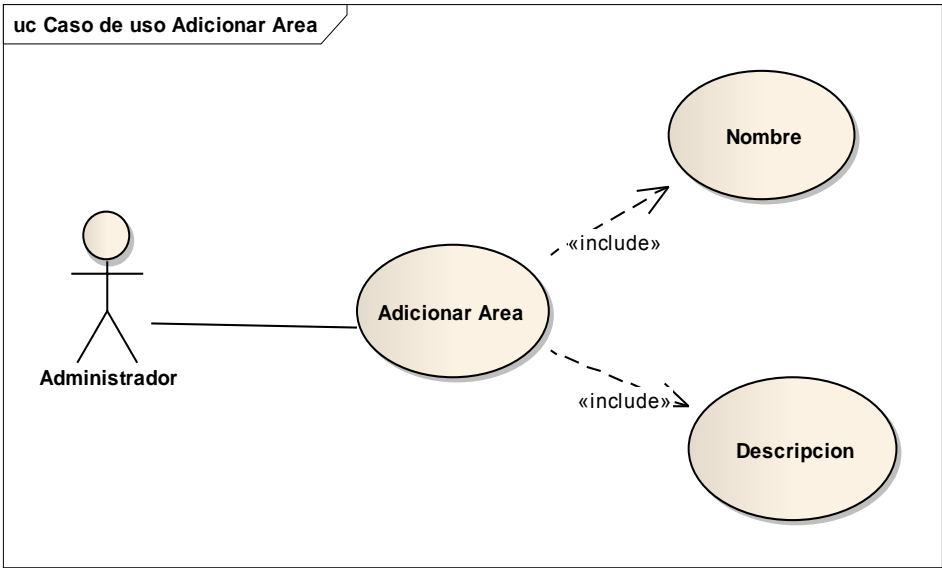 uc Caso de uso Adicionar Area
Nombre
«include»
Adicionar Area
Administrador
«include»
Descripcion